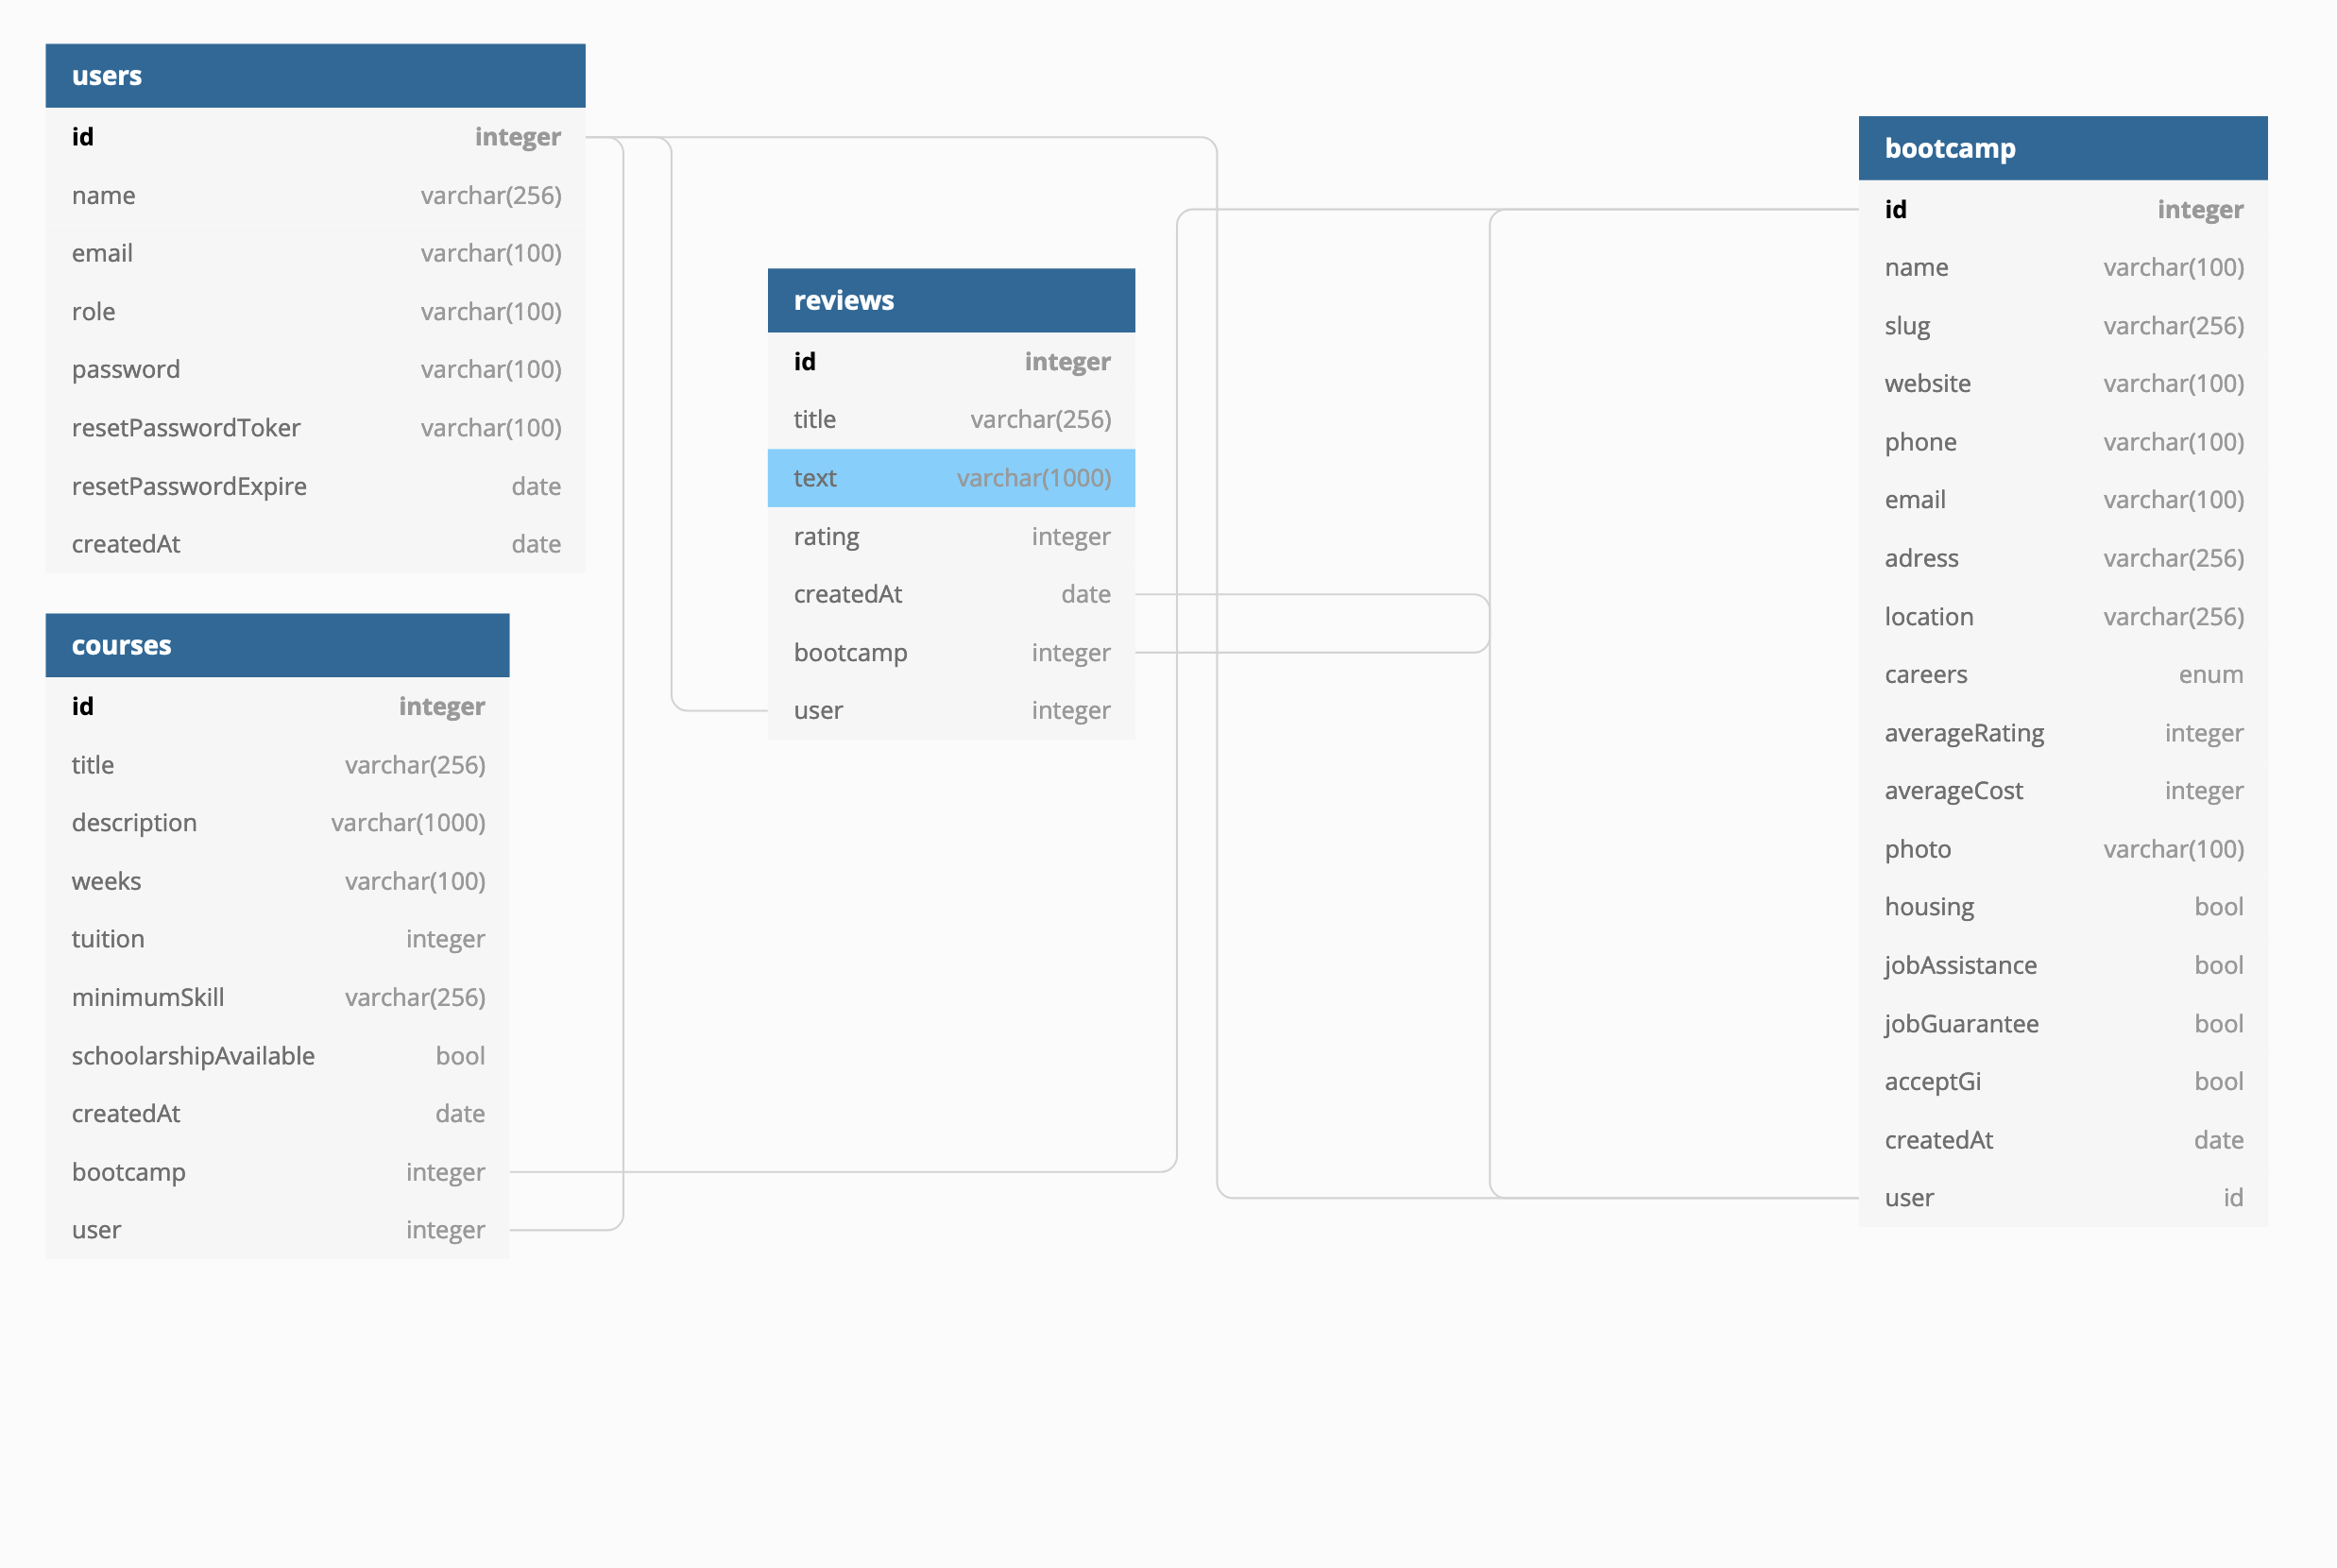 users
id integer
name varchar(256)
email varchar(100)
role varchar(100)
password varchar(100)
resetPasswordToker varchar(100)
resetPasswordExpire date
createdAt date
courses
id integer
title varchar(256)
description varchar(1000)
weeks varchar(100)
tuition integer
minimumSkill varchar(256)
schoolarshipAvailable bool
createdAt date
bootcamp integer
user integer
reviews
id integer
title varchar(256)
text varchar(1000)
rating integer
createdAt date
bootcamp integer
user integer
bootcamp
id integer
name varchar(100)
slug varchar(256)
website varchar(100)
phone varchar(100)
email varchar(100)
adress varchar(256)
location varchar(256)
careers enum
averageRating integer
averageCost integer
photo varchar(100)
housing bool
jobAssistance bool
jobGuarantee bool
acceptGi bool
createdAt date
user id